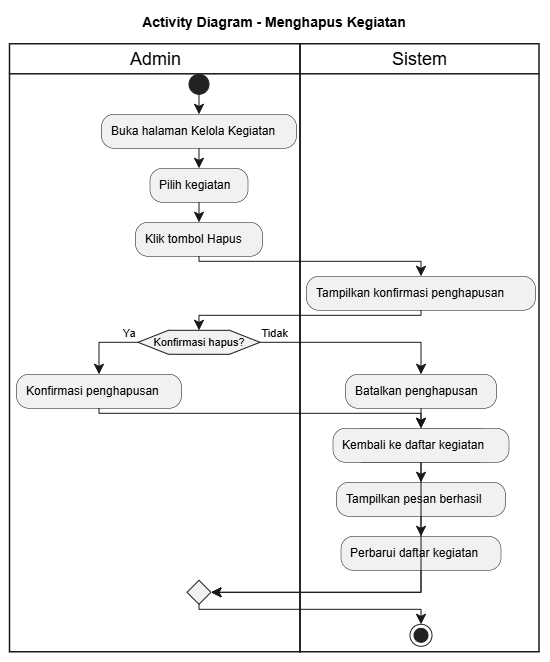 Activity Diagram - Menghapus Kegiatan
Admin
Sistem
Buka halaman Kelola Kegiatan
Pilih kegiatan
Klik tombol Hapus
Tampilkan konfirmasi penghapusan
Ya
Konfirmasi hapus?
Tidak
Konfirmasi penghapusan
Batalkan penghapusan
Kembali ke daftar kegiatan
Tampilkan pesan berhasil
Perbarui daftar kegiatan